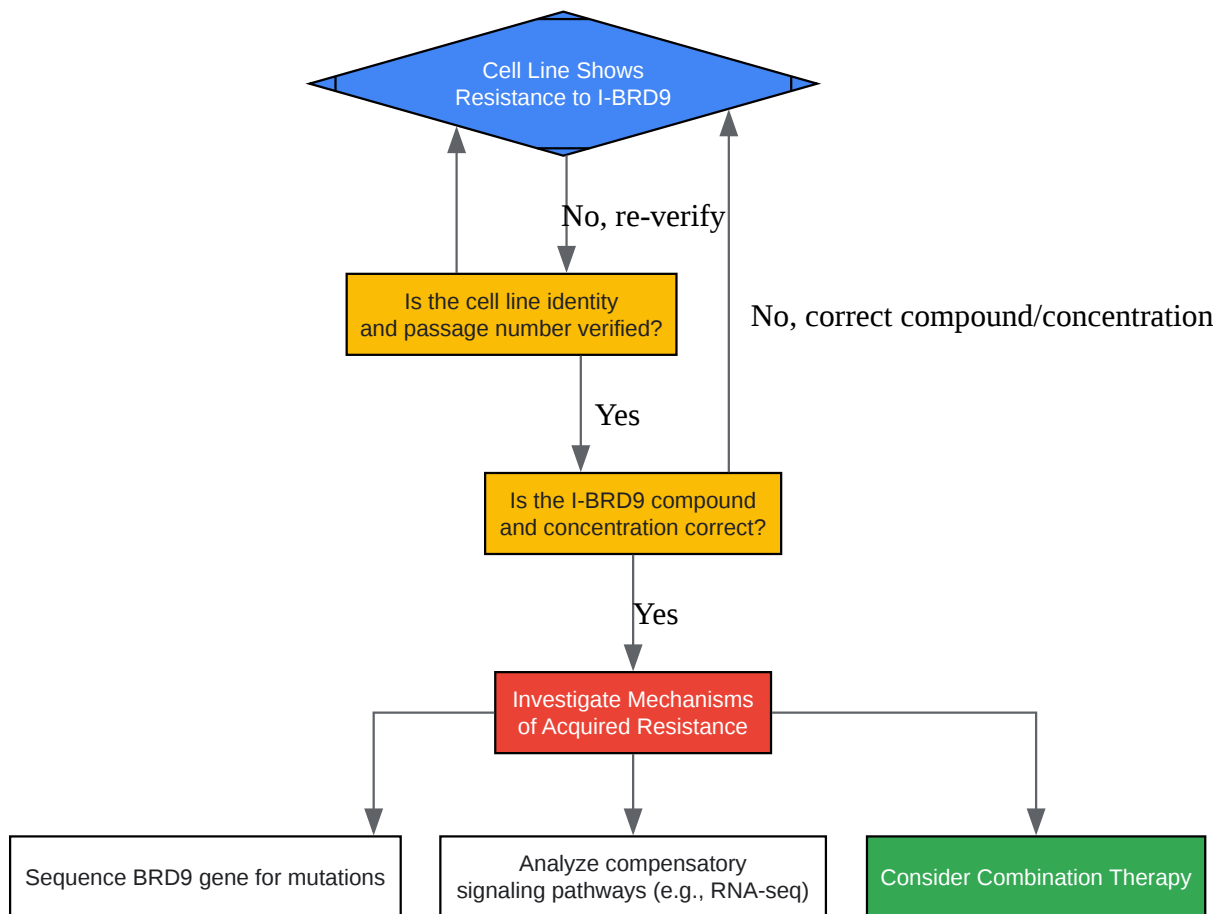 Cell Line Shows
Resistance to I-BRD9
No, re-verify
Is the cell line identity
and passage number verified?
No, correct compound/concentration
Yes
Is the I-BRD9 compound
and concentration correct?
Yes
Investigate Mechanisms
of Acquired Resistance
Sequence BRD9 gene for mutations
Analyze compensatory
signaling pathways (e.g., RNA-seq)
Consider Combination Therapy